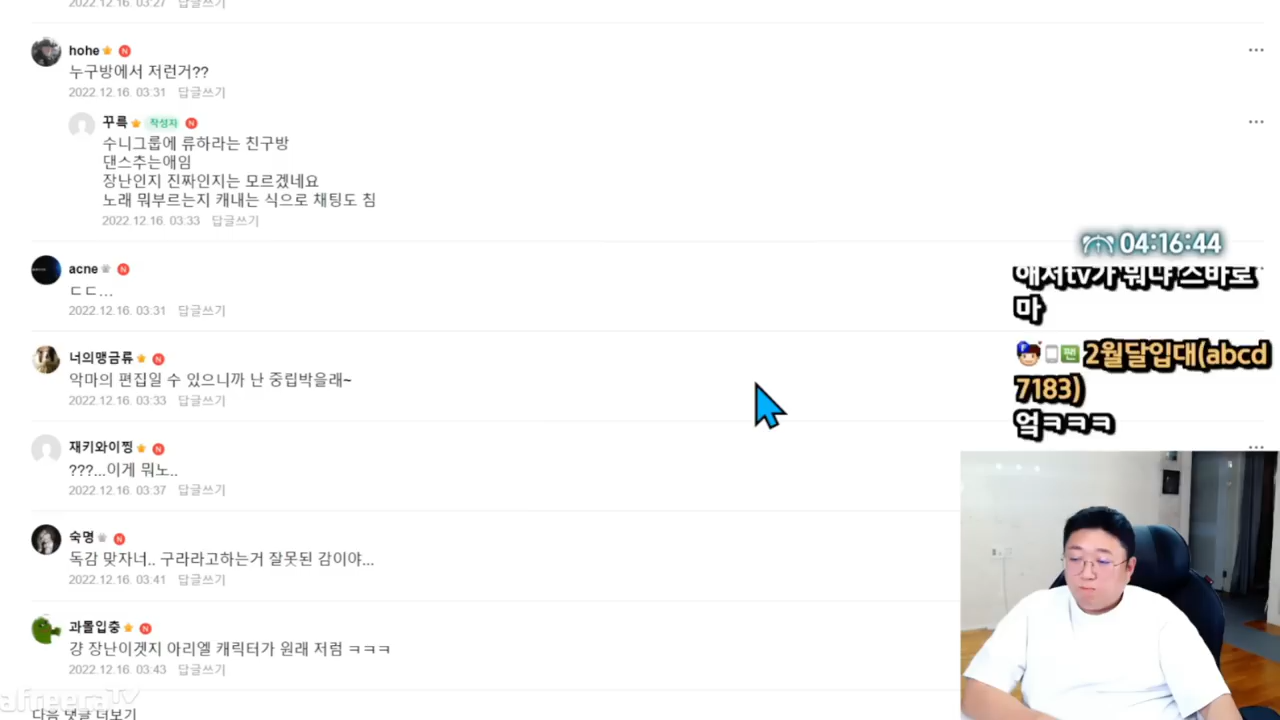 2022.12.16. 03:27 답글쓰기
hohe
누구방에서 저런거??
2022.12.16. 03:31 답글쓰기
꾸륵 작성자
수니그룹에 류하라는 친구방
댄스추는애임
장난인지 진짜인지는 모르겠네요
노래 뭐부르는지 캐내는 식으로 채팅도 침
2022.12.16. 03:33 답글쓰기
acne
ㄷㄷ...
2022.12.16. 03:31 답글쓰기
너의맹금류
악마의 편집일 수 있으니까 난 중립박을래~
2022.12.16. 03:33 답글쓰기
재키와이찡
???...이게 뭐노..
2022.12.16. 03:37 답글쓰기
숙명
독감 맞자너.. 구라라고하는거 잘못된 감이야...
2022.12.16. 03:41 답글쓰기
과몰입충
걍 장난이겟지 아리엘 캐릭터가 원래 저럼 ㅋㅋㅋ
2022.12.16. 03:43 답글쓰기
다음 댓글 더보기
afreecaTV
04:16:44
뭐냐 스바로
마
팬 2월달입대(abcd
7183)
엌ㅋㅋㅋ